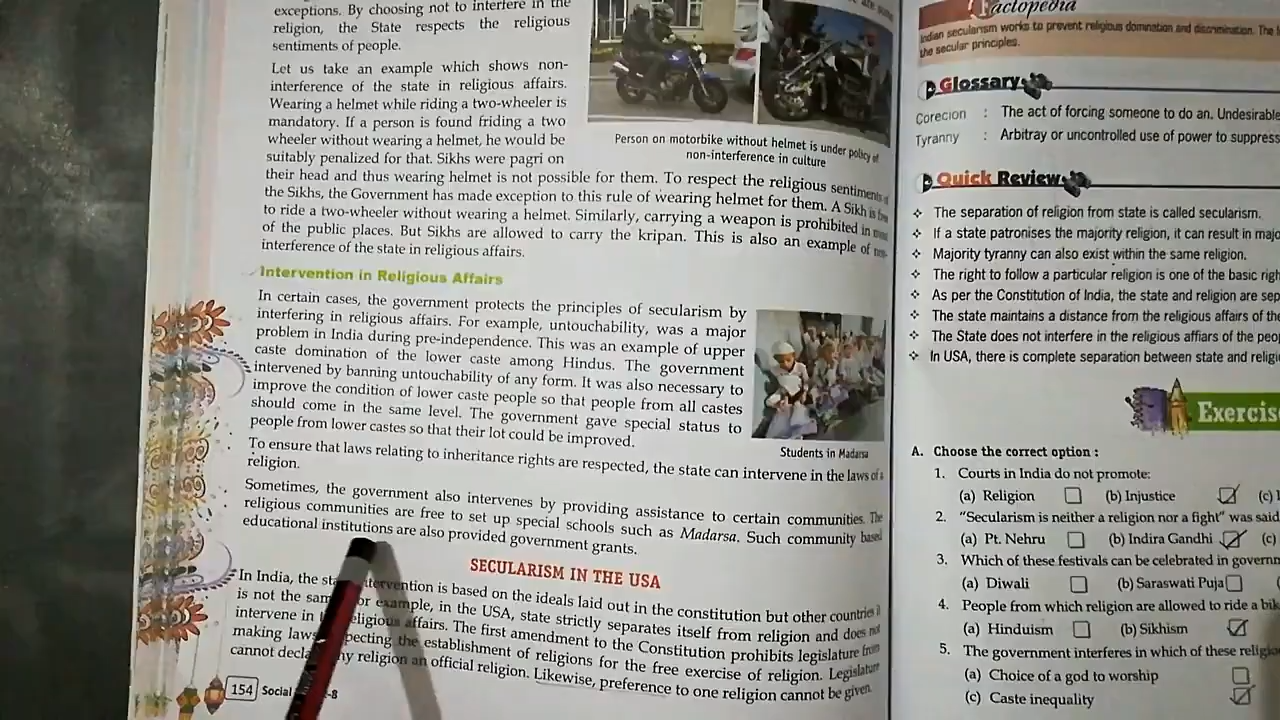 exceptions. By choosing not to interfere in the
religion, the State respects the religious
sentiments of people.
Let us take an example which shows non-
interference of the state in religious affairs.
Wearing a helmet while riding a two-wheeler is
mandatory. If a person is found friding a two
wheeler without wearing a helmet, he would be
suitably penalized for that. Sikhs were pagri on
their head and thus wearing helmet is not possible for them. To respect the religious sentiments of
the Sikhs, the Government has made exception to this rule of wearing helmet for them. A Sikh is free
to ride a two-wheeler without wearing a helmet. Similarly, carrying a weapon is prohibited in most
of the public places. But Sikhs are allowed to carry the kripan. This is also an example of non-
interference of the state in religious affairs.
Person on motorbike without helmet is under policy of
non-interference in culture
Intervention in Religious Affairs
In certain cases, the government protects the principles of secularism by
interfering in religious affairs. For example, untouchability, was a major
problem in India during pre-independence. This was an example of upper
caste domination of the lower caste among Hindus. The government
intervened by banning untouchability of any form. It was also necessary to
improve the condition of lower caste people so that people from all castes
should come in the same level. The government gave special status to
people from lower castes so that their lot could be improved.
Students in Madarsa
To ensure that laws relating to inheritance rights are respected, the state can intervene in the laws of a
religion.
Sometimes, the government also intervenes by providing assistance to certain communities. The
religious communities are free to set up special schools such as Madarsa. Such community based
educational institutions are also provided government grants.
SECULARISM IN THE USA
In India, the intervention is based on the ideals laid out in the constitution but other countries
is not the example, in the USA, state strictly separates itself from religion and does not
intervene in religious affairs. The first amendment to the Constitution prohibits legislature from
making the establishment of religions for the free exercise of religion. Legislature
cannot religion an official religion. Likewise, preference to one religion cannot be given.
154 Social -8
actopedia
Indian secularism works to prevent religious domination and discrimination. The
the secular principles.
Glossary
Corecion : The act of forcing someone to do an. Undesirable
Tyranny : Arbitray or uncontrolled use of power to suppress
Quick Review
❖ The separation of religion from state is called secularism.
❖ If a state patronises the majority religion, it can result in
❖ Majority tyranny can also exist within the same religion.
❖ The right to follow a particular religion is one of the basic
❖ As per the Constitution of India, the state and religion are
❖ The state maintains a distance from the religious affairs of
❖ The State does not interfere in the religious affiars of the
❖ In USA, there is complete separation between state and
Exercis
A. Choose the correct option :
1. Courts in India do not promote:
(a) Religion (b) Injustice (c)
2. "Secularism is neither a religion nor a fight" was said
(a) Pt. Nehru (b) Indira Gandhi (c)
3. Which of these festivals can be celebrated in
(a) Diwali (b) Saraswati Puja
4. People from which religion are allowed to ride a
(a) Hinduism (b) Sikhism
5. The government interferes in which of these
(a) Choice of a god to worship
(c) Caste inequality